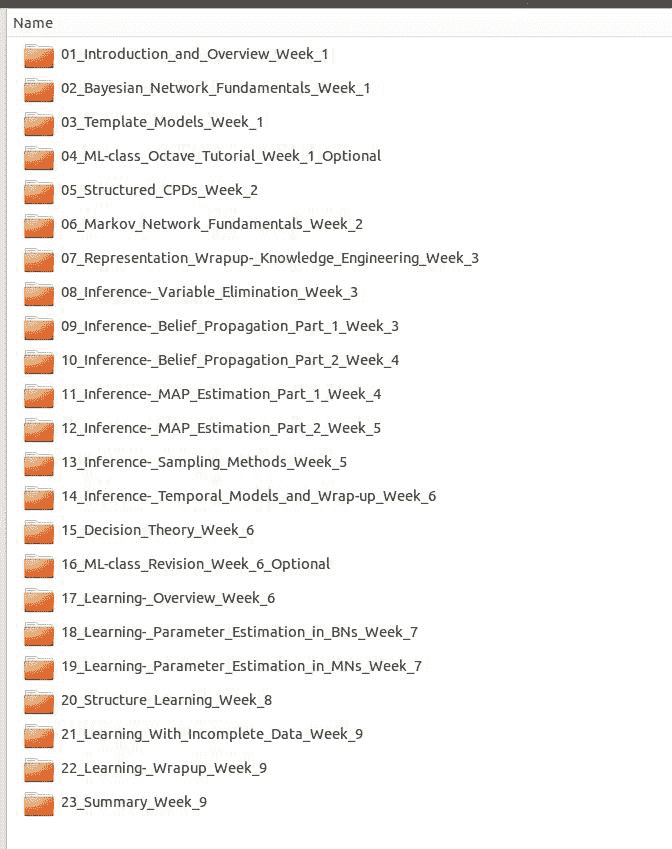 Name
01_Introduction_and_Overview_Week_1
02_Bayesian_Network_Fundamentals_Week_1
03_Template_Models_Week_1
04_ML-class_Octave_Tutorial_Week_1_Optional
05_Structured_CPDs_Week_2
06_Markov_Network_Fundamentals_Week_2
07_Representation_Wrapup-_Knowledge_Engineering_Week_3
08_Inference-_Variable_Elimination_Week_3
09_Inference-_Belief_Propagation_Part_1_Week_3
10_Inference-_Belief_Propagation_Part_2_Week_4
11_Inference-_MAP_Estimation_Part_1_Week_4
12_Inference-_MAP_Estimation_Part_2_Week_5
13_Inference-_Sampling_Methods_Week_5
14_Inference-_Temporal_Models_and_Wrap-up_Week_6
15_Decision_Theory_Week_6
16_ML-class_Revision_Week_6_Optional
17_Learning-_Overview_Week_6
18_Learning-_Parameter_Estimation_in_BNs_Week_7
19_Learning-_Parameter_Estimation_in_MNs_Week_7
20_Structure_Learning_Week_8
21_Learning_With_Incomplete_Data_Week_9
22_Learning-_Wrapup_Week_9
23_Summary_Week_9